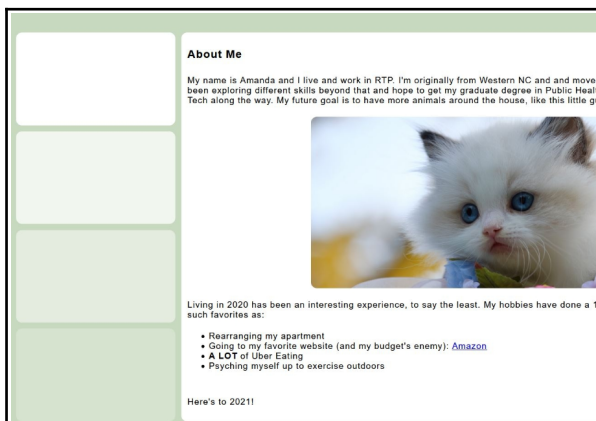 About Me
My name is Amanda and I live and work in RTP. I'm originally from Western NC and and move
been exploring different skills beyond that and hope to get my graduate degree in Public Heal
Tech along the way. My future goal is to have more animals around the house, like this little g
Living in 2020 has been an interesting experience, to say the least. My hobbies have done a 1
such favorites as:
• Rearranging my apartment
• Going to my favorite website (and my budget's enemy): Amazon
• A LOT of Uber Eating
• Psyching myself up to exercise outdoors
Here's to 2021!